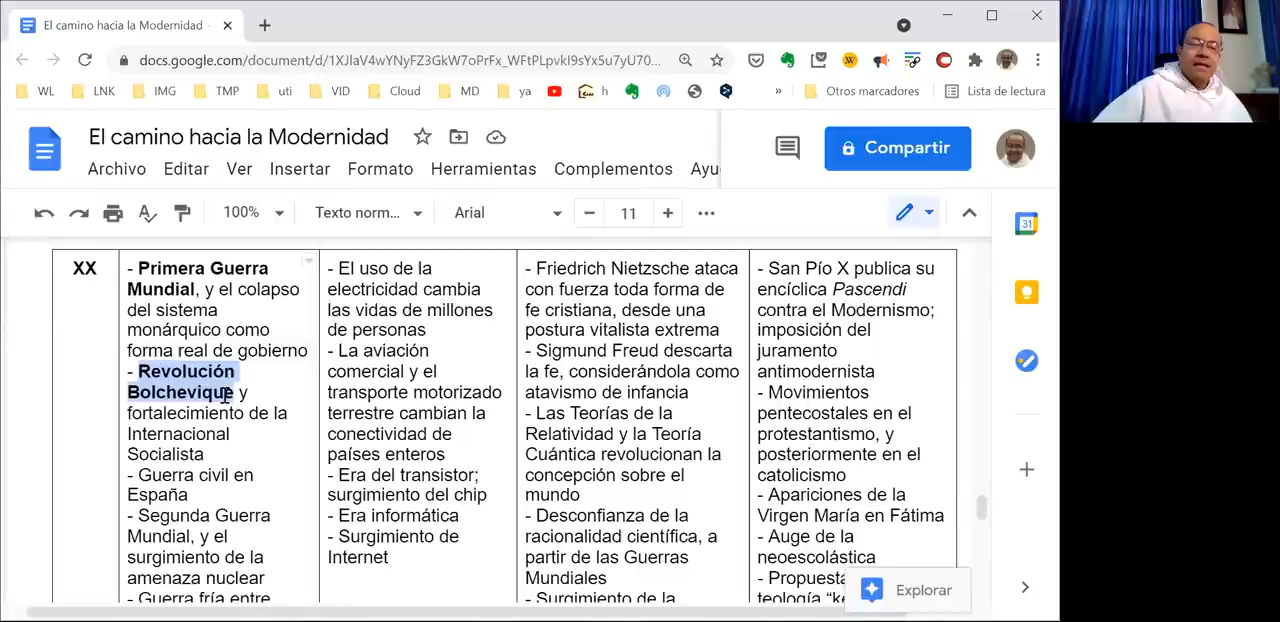 El camino hacia la Modernidad
docs.google.com/document/d/1XJlaV4wYNyFZ3GkW7oPrFx_WFtPLpvkI9sYx5u7yU70...
WL LNK IMG TMP uti VID Cloud MD ya h » Otros marcadores Lista de lectura
El camino hacia la Modernidad
Compartir
Archivo Editar Ver Insertar Formato Herramientas Complementos Ayu
100% Texto norm... Arial 11
XX
- Primera Guerra
Mundial, y el colapso
del sistema
monárquico como
forma real de gobierno
- Revolución
Bolchevique y
fortalecimiento de la
Internacional
Socialista
- Guerra civil en
España
- Segunda Guerra
Mundial, y el
surgimiento de la
amenaza nuclear
- Guerra fría entre
- El uso de la
electricidad cambia
las vidas de millones
de personas
- La aviación
comercial y el
transporte motorizado
terrestre cambian la
conectividad de
países enteros
- Era del transistor;
surgimiento del chip
- Era informática
- Surgimiento de
Internet
- Friedrich Nietzsche ataca
con fuerza toda forma de
fe cristiana, desde una
postura vitalista extrema
- Sigmund Freud descarta
la fe, considerándola como
atavismo de infancia
- Las Teorías de la
Relatividad y la Teoría
Cuántica revolucionan la
concepción sobre el
mundo
- Desconfianza de la
racionalidad científica, a
partir de las Guerras
Mundiales
- Surgimiento de la
- San Pío X publica su
encíclica Pascendi
contra el Modernismo;
imposición del
juramento
antimodernista
- Movimientos
pentecostales en el
protestantismo, y
posteriormente en el
catolicismo
- Apariciones de la
Virgen María en Fátima
- Auge de la
neoescolástica
- Propuesta
teología “ke
Explorar
31